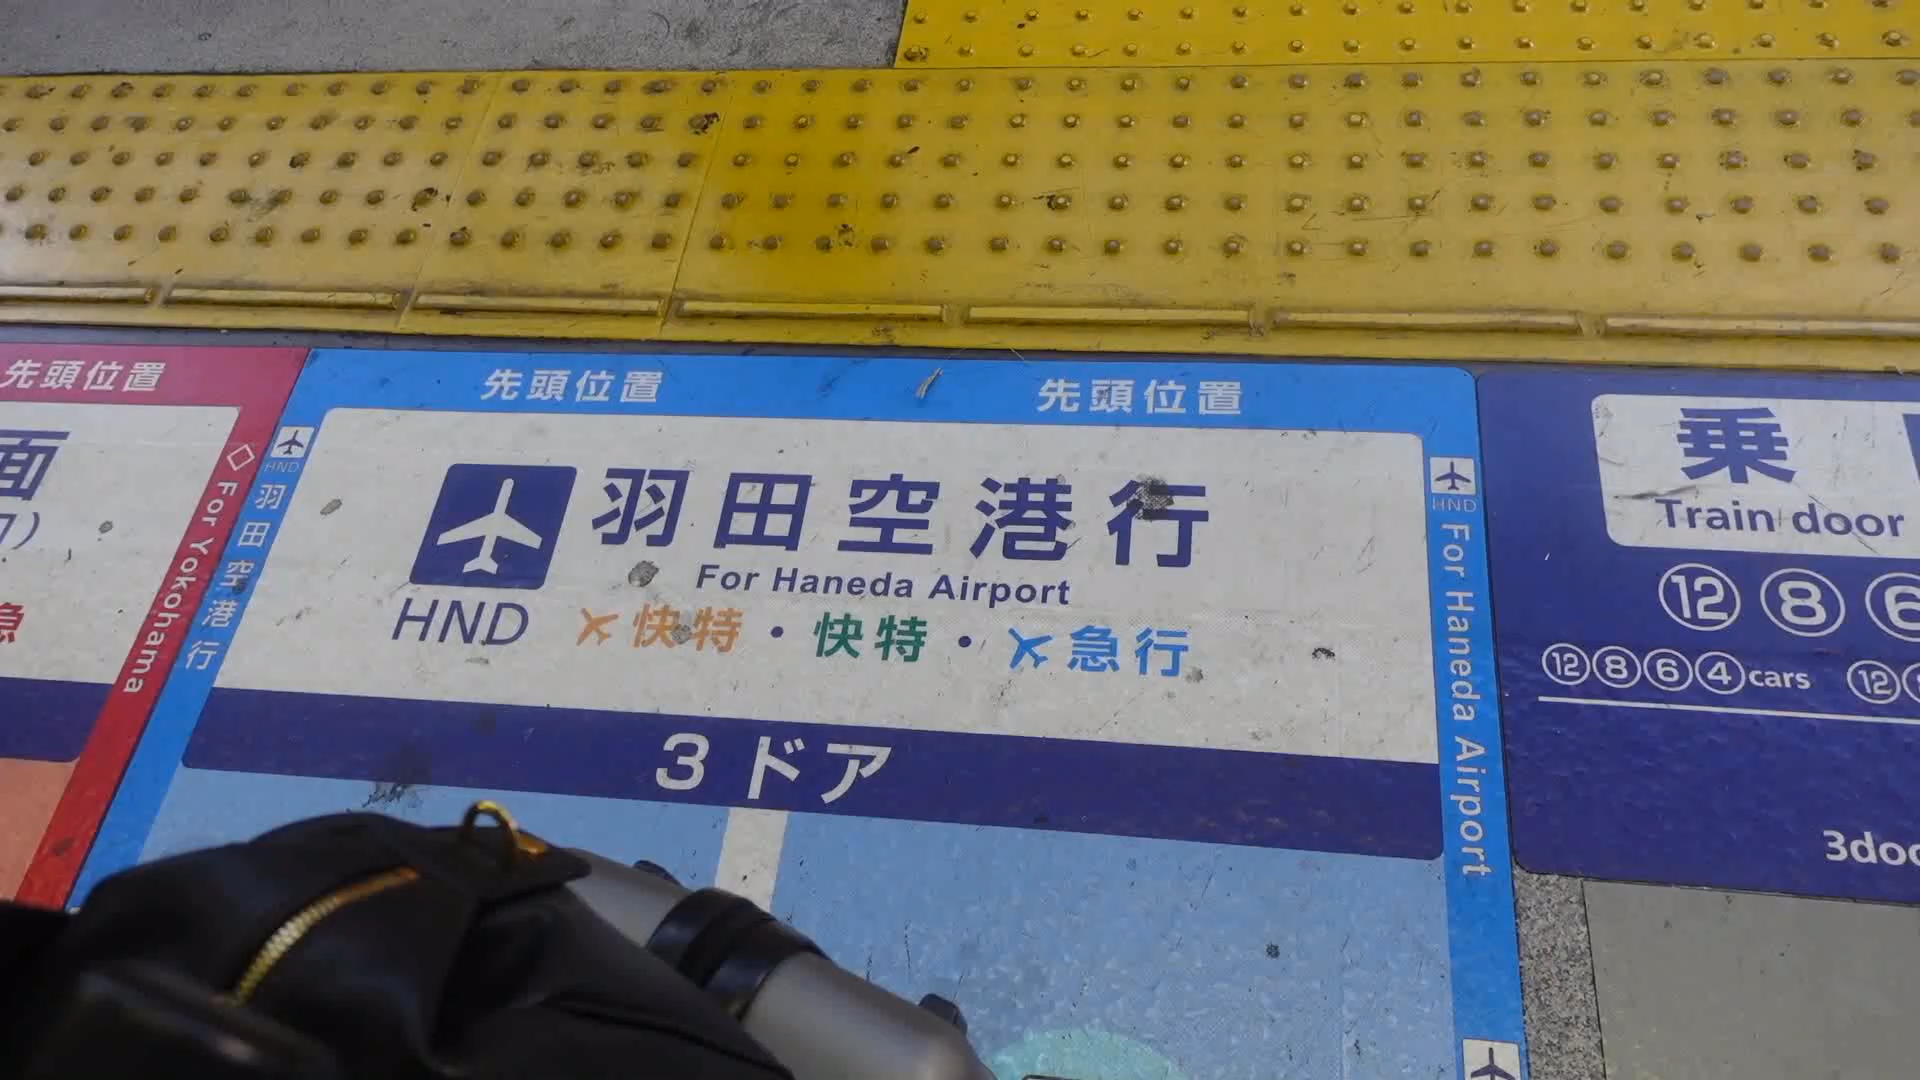 先頭位置
面
急
For Yokohama
HND
羽田空港行
先頭位置 先頭位置
羽田空港行
For Haneda Airport
HND
快特・快特・急行
3ドア
HND
For Haneda Airport
乗
Train door
⑫ ⑧ ⑥
⑫⑧⑥④cars ⑫